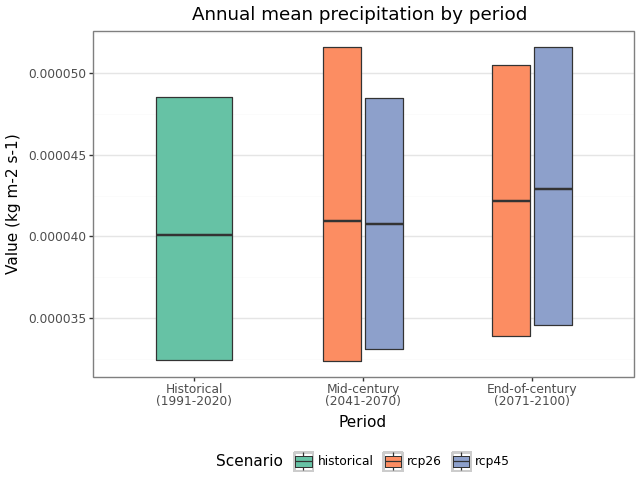 Annual mean precipitation by period
Value (kg m-2 s-1)
0.000050
0.000045
0.000040
0.000035
Historical
(1991-2020)
Mid-century
(2041-2070)
End-of-century
(2071-2100)
Period
Scenario historical rcp26 rcp45